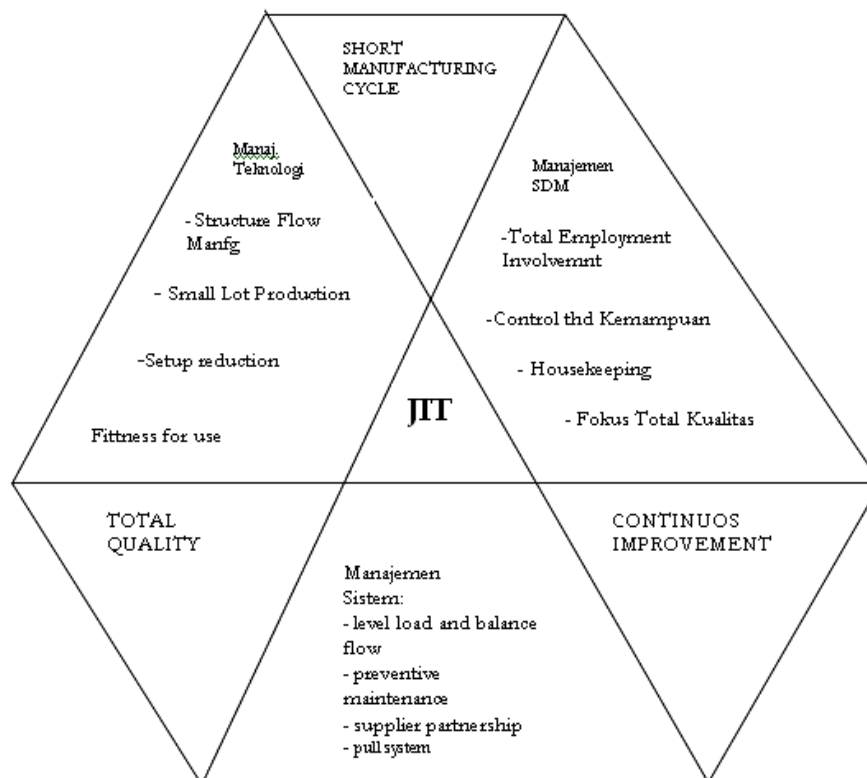 SHORT
MANUFACTURING
CYCLE
Manaj.
Teknologi
- Structure Flow
Manfg
- Small Lot Production
-Setup reduction
Fittness for use
Manajemen
SDM
-Total Employment
Involvemnt
-Control thd Kemampuan
- Housekeeping
- Fokus Total Kualitas
JIT
TOTAL
QUALITY
Manajemen
Sistem:
- level load and balance
flow
- preventive
maintenance
- supplier partnership
- pull system
CONTINUOS
IMPROVEMENT